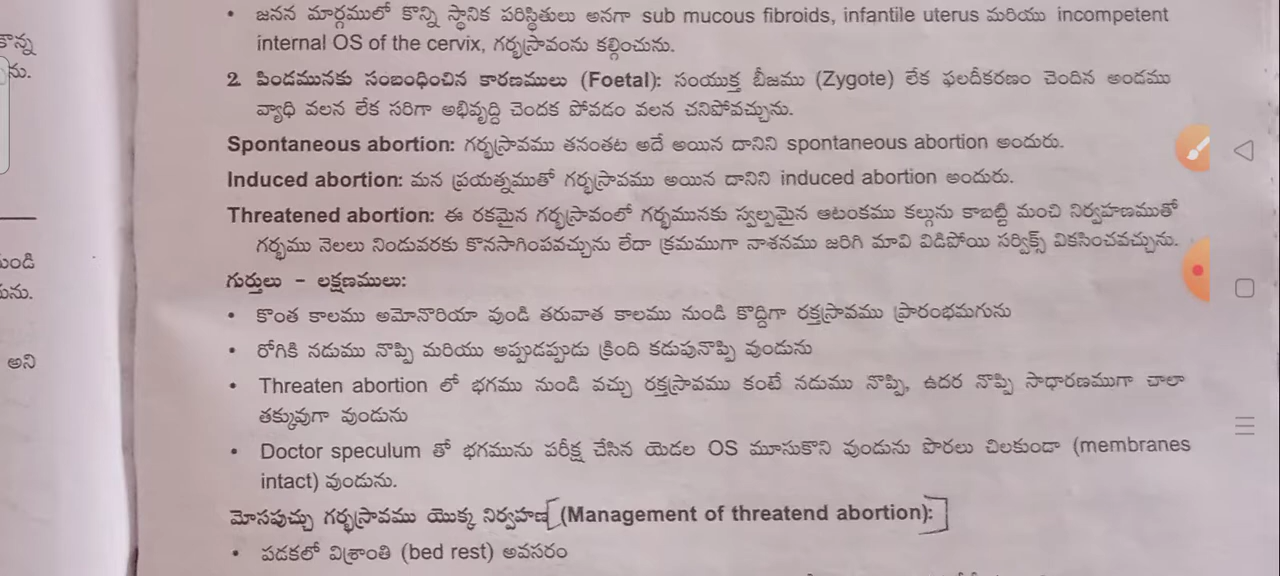 • జనన మార్గములో కొన్ని స్థానిక పరిస్థితులు అనగా sub mucous fibroids, infantile uterus మరియు incompetent
internal OS of the cervix, గర్భస్రావంను కల్గించును.
2. పిండమునకు సంబంధించిన కారణములు (Foetal): సంయుక్త బీజము (Zygote) లేక ఫలదీకరణం చెందిన అండము
వ్యాధి వలన లేక సరిగా అభివృద్ధి చెందక పోవడం వలన చనిపోవచ్చును.
Spontaneous abortion: గర్భస్రావము తనంతట అదే అయిన దానిని spontaneous abortion అందురు.
Induced abortion: మన ప్రయత్నముతో గర్భస్రావము అయిన దానిని induced abortion అందురు.
Threatened abortion: ఈ రకమైన గర్భస్రావంలో గర్భమునకు స్వల్పమైన ఆటంకము కల్గును కాబట్టి మంచి నిర్వహణముతో
గర్భము నెలలు నిండువరకు కొనసాగింపవచ్చును లేదా క్రమముగా నాశనము జరిగి మావి విడిపోయి సర్విక్స్ వికసించవచ్చును.
గుర్తులు – లక్షణములు:
• కొంత కాలము అమోనొరియా వుండి తరువాత కాలము నుండి కొద్దిగా రక్తస్రావము ప్రారంభమగును
• రోగికి నడుము నొప్పి మరియు అప్పుడప్పుడు క్రింది కడుపునొప్పి వుండును
• Threaten abortion లో భగము నుండి వచ్చు రక్తస్రావము కంటే నడుము నొప్పి, ఉదర నొప్పి సాధారణముగా చాలా
తక్కువుగా వుండును
• Doctor speculum తో భగమును పరీక్ష చేసిన యెడల OS మూసుకొని వుండును పొరలు చిలకుండా (membranes
intact) వుండును.
మోసపుచ్చు గర్భస్రావము యొక్క నిర్వహణ (Management of threatend abortion):
• పడకలో విశ్రాంతి (bed rest) అవసరం
కొన్న
ను.
అని